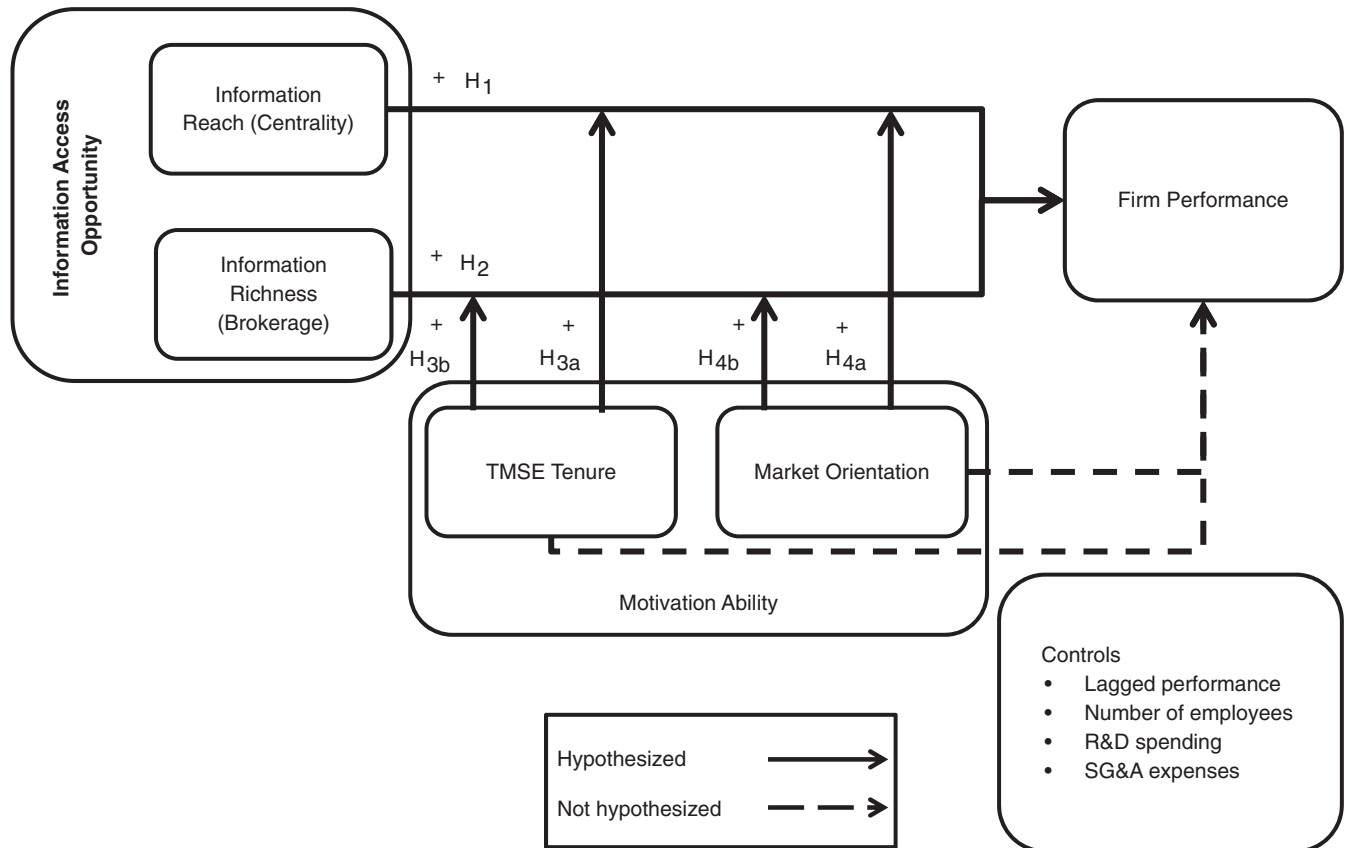 Information Access
Opportunity
Information
Reach (Centrality)
+ H1
Firm Performance
Information
Richness
(Brokerage)
+ H2
+
H3b
+
H3a
+
H4b
+
H4a
TMSE Tenure
Market Orientation
Motivation Ability
Controls
• Lagged performance
• Number of employees
• R&D spending
• SG&A expenses
Hypothesized
Not hypothesized